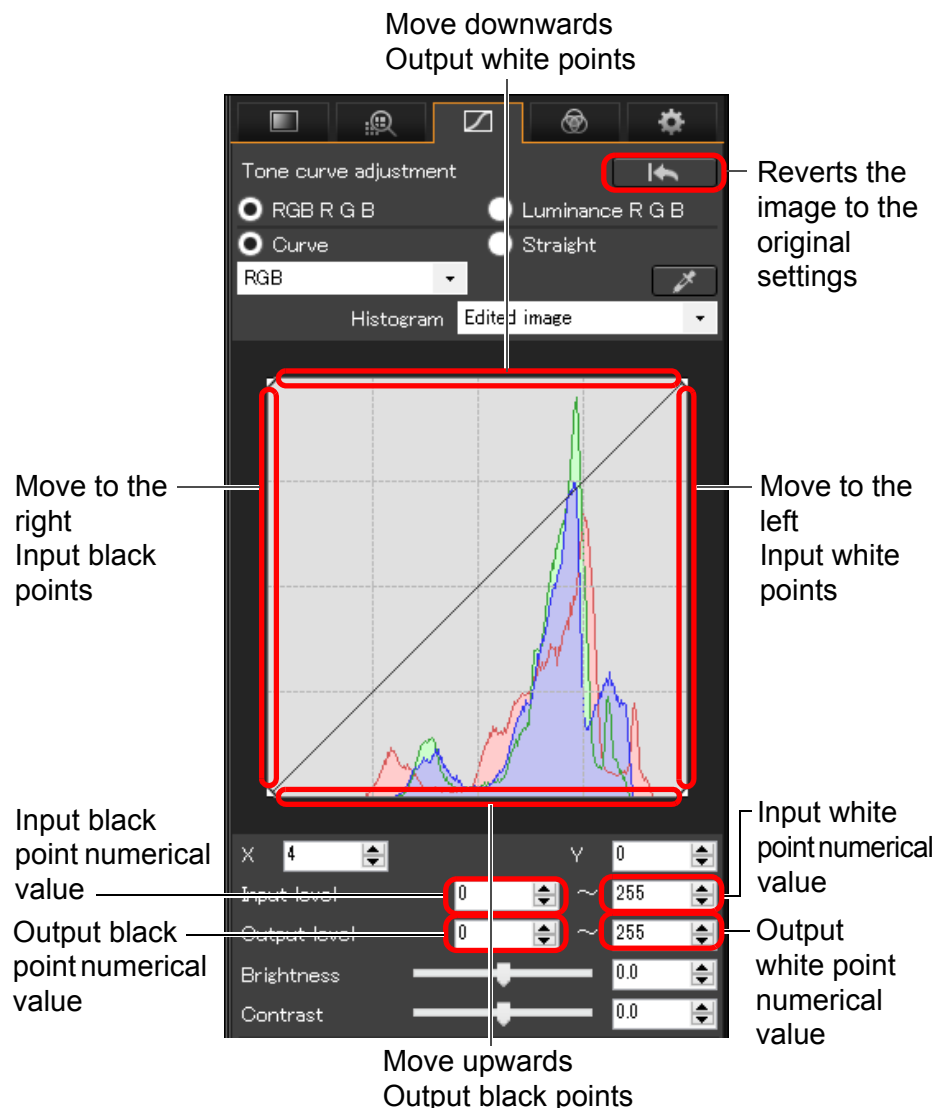 Move downwards
Output white points
Tone curve adjustment
Reverts the
image to the
original
settings
RGB R G B
Luminance R G B
Curve
Straight
RGB
Histogram
Edited image
Move to the
right
Input black
points
Move to the
left
Input white
points
Input black
point numerical
value
Input white
point numerical
value
X 4 Y 0
Input level 0 ~ 255
Output level 0 ~ 255
Output black
point numerical
value
Output
white point
numerical
value
Brightness 0.0
Contrast 0.0
Move upwards
Output black points